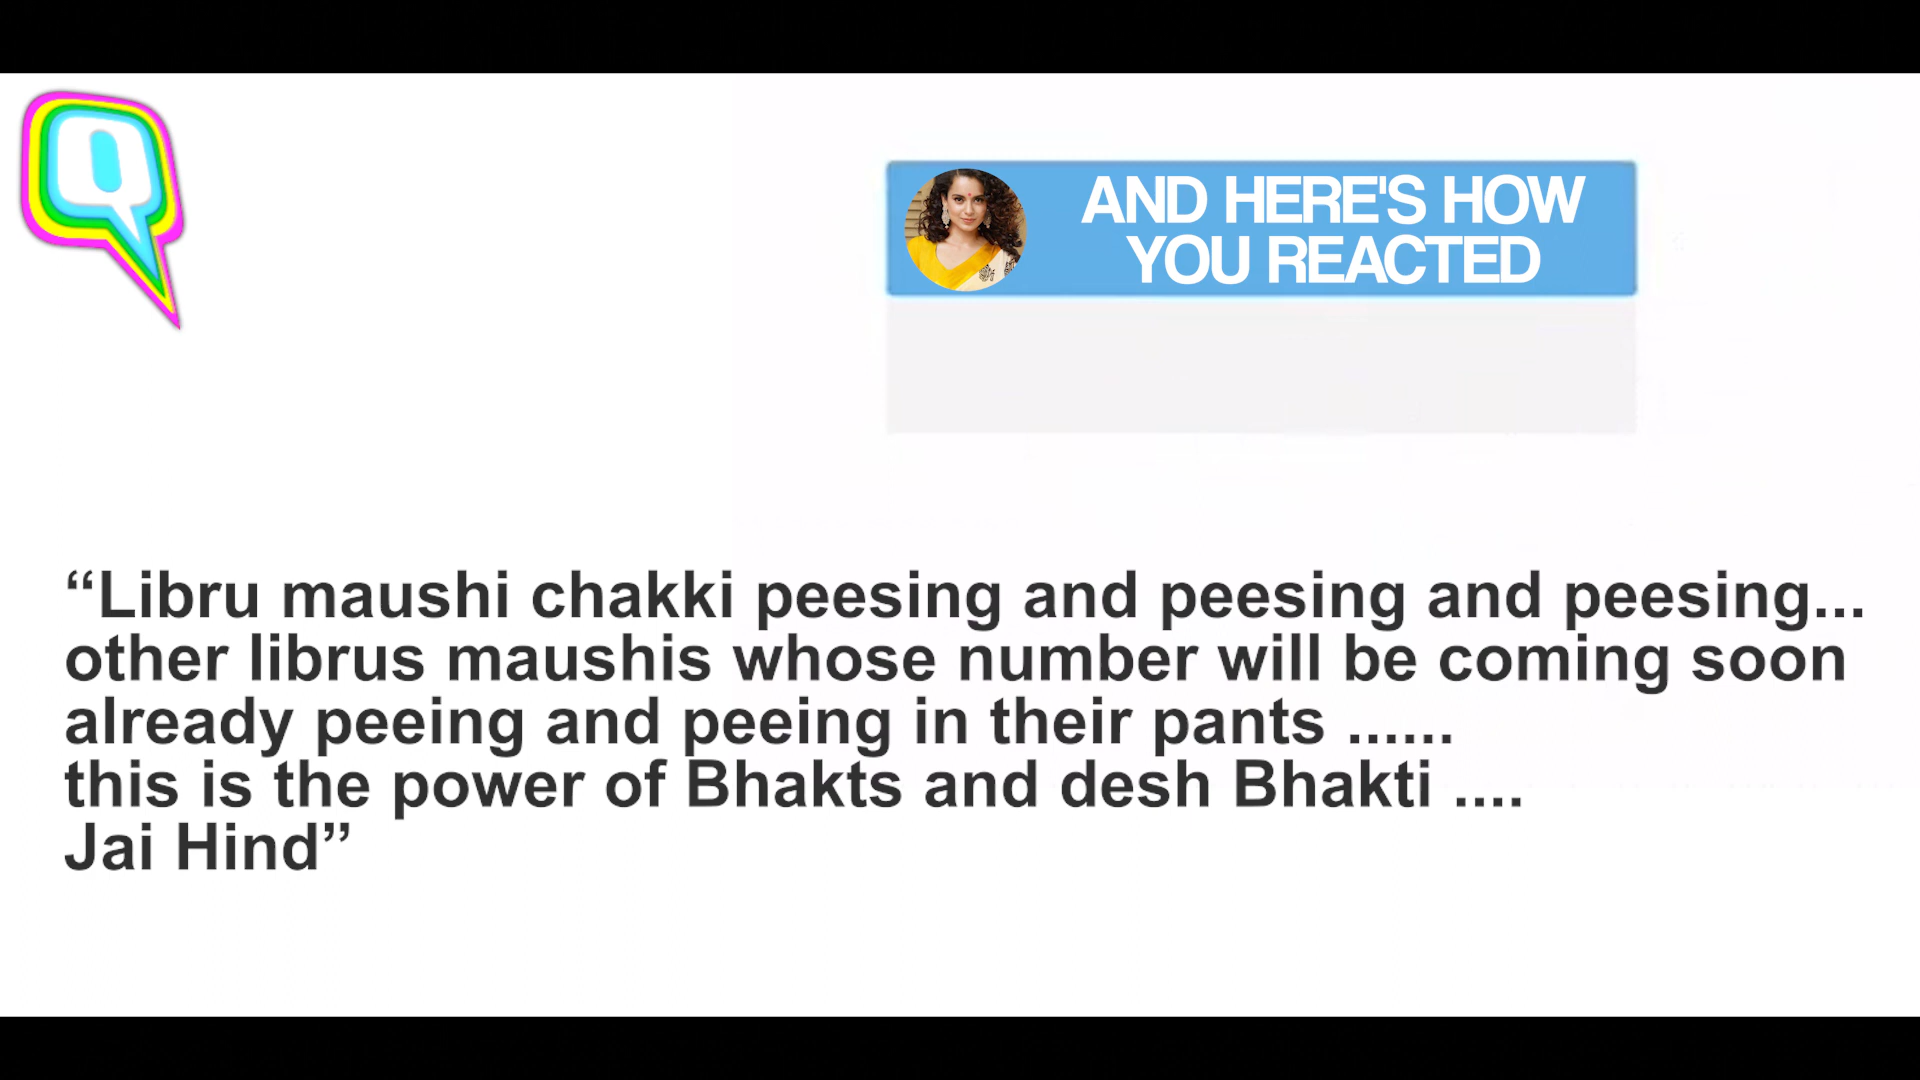 AND HERE'S HOW
YOU REACTED
“Libru maushi chakki peesing and peesing and peesing...
other librus maushis whose number will be coming soon
already peeing and peeing in their pants ......
this is the power of Bhakts and desh Bhakti ....
Jai Hind”